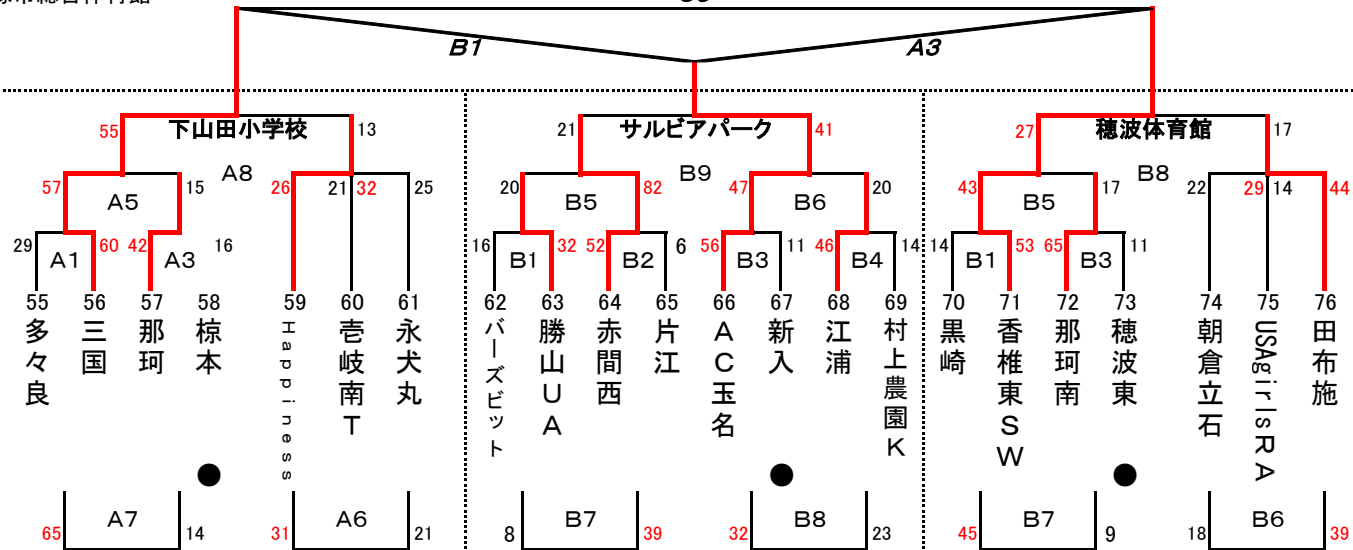 B1 A3
55 下山田小学校 13 21 サルビアパーク 41 27 穂波体育館 17
A8 B9 B8
57 15 26 21 32 25 20 82 47 20 43 17 22 29 14 44
A5 B5 B6 B5
29 60 42 16 16 32 52 6 56 11 46 14 14 53 65 11
A1 A3 B1 B2 B3 B4 B1 B3
55 56 57 58 59 60 61 62 63 64 65 66 67 68 69 70 71 72 73 74 75 76
多々良
三国
那珂
椋本
Happiness
壱岐南T
永犬丸
バーズビット
勝山UA
赤間西
片江
AC玉名
新入
江浦
村上農園K
黒崎
香椎東SW
那珂南
穂波東
朝倉立石
USAgirlsRA
田布施
65 A7 14 31 A6 21 8 B7 39 32 B8 23 45 B7 9 18 B6 39